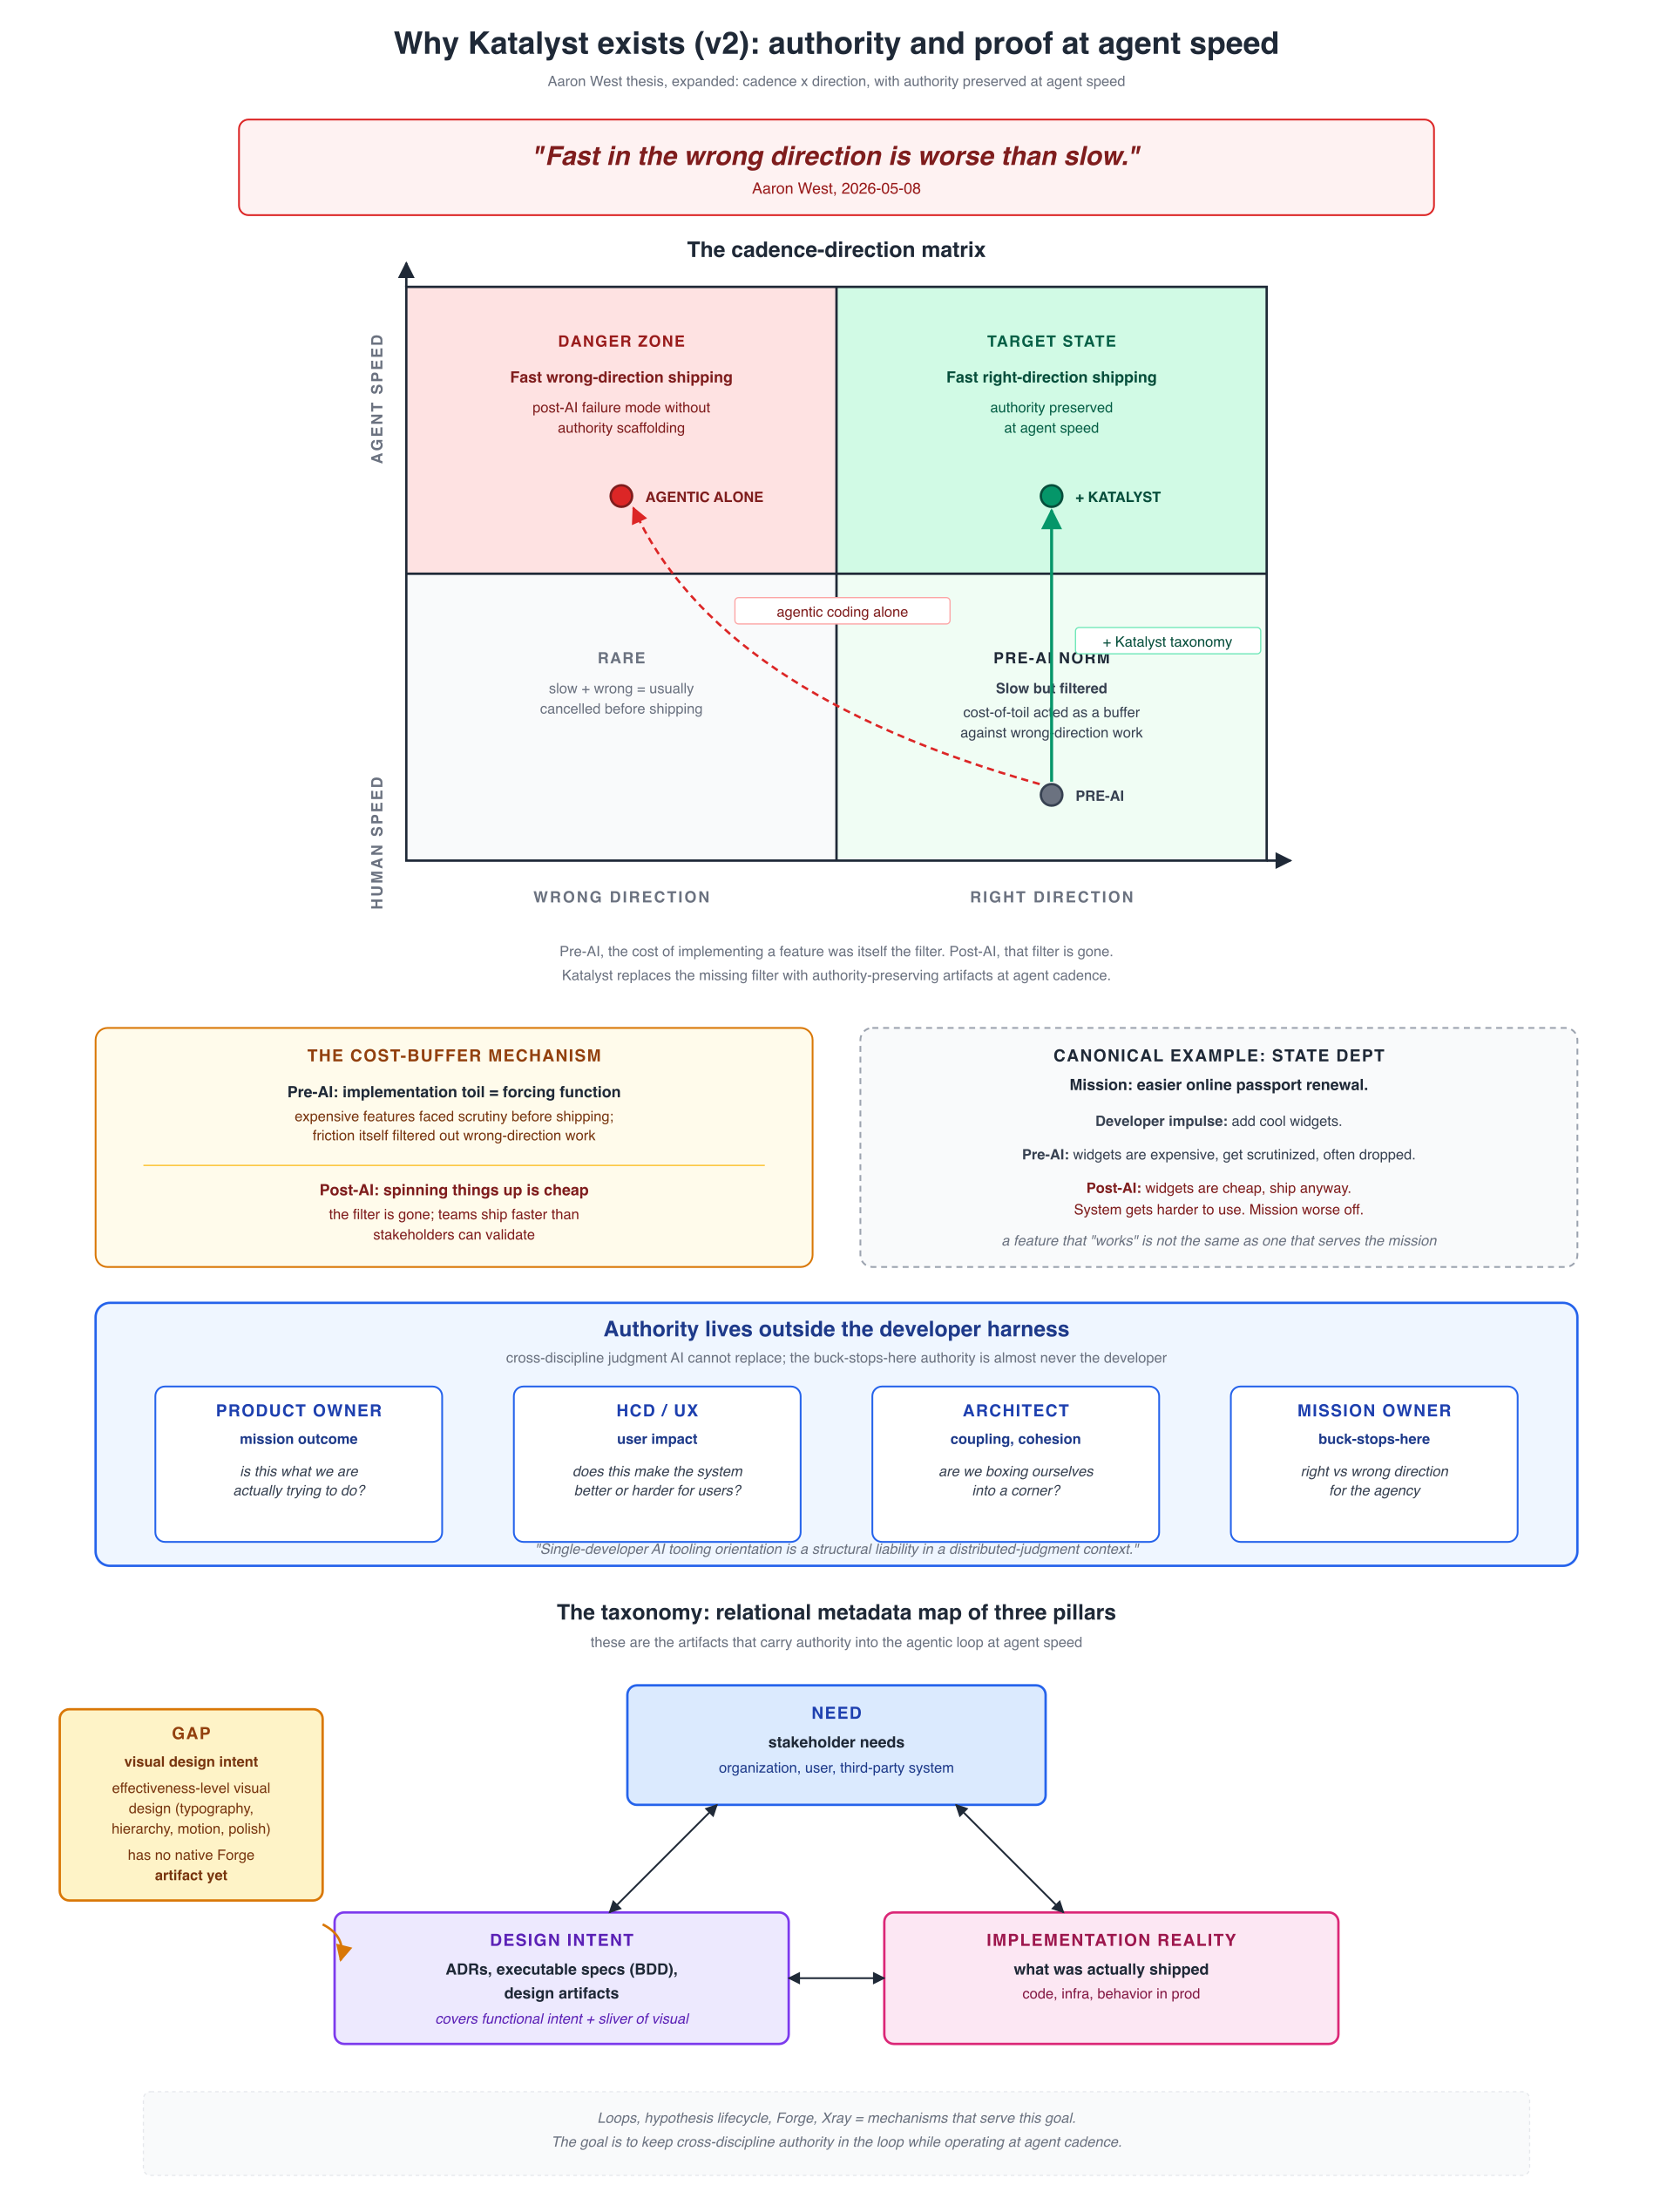 Why Katalyst exists (v2): authority and proof at agent speed
Aaron West thesis, expanded: cadence x direction, with authority preserved at agent speed
"Fast in the wrong direction is worse than slow."
Aaron West, 2026-05-08
The cadence-direction matrix
AGENT SPEED
HUMAN SPEED
DANGER ZONE
Fast wrong-direction shipping
post-AI failure mode without
authority scaffolding
AGENTIC ALONE
TARGET STATE
Fast right-direction shipping
authority preserved
at agent speed
+ KATALYST
agentic coding alone
+ Katalyst taxonomy
RARE
slow + wrong = usually
cancelled before shipping
PRE-AI NORM
Slow but filtered
cost-of-toil acted as a buffer
against wrong-direction work
PRE-AI
WRONG DIRECTION
RIGHT DIRECTION
Pre-AI, the cost of implementing a feature was itself the filter. Post-AI, that filter is gone.
Katalyst replaces the missing filter with authority-preserving artifacts at agent cadence.
THE COST-BUFFER MECHANISM
Pre-AI: implementation toil = forcing function
expensive features faced scrutiny before shipping;
friction itself filtered out wrong-direction work
Post-AI: spinning things up is cheap
the filter is gone; teams ship faster than
stakeholders can validate
CANONICAL EXAMPLE: STATE DEPT
Mission: easier online passport renewal.
Developer impulse: add cool widgets.
Pre-AI: widgets are expensive, get scrutinized, often dropped.
Post-AI: widgets are cheap, ship anyway.
System gets harder to use. Mission worse off.
a feature that "works" is not the same as one that serves the mission
Authority lives outside the developer harness
cross-discipline judgment AI cannot replace; the buck-stops-here authority is almost never the developer
PRODUCT OWNER
mission outcome
is this what we are
actually trying to do?
HCD / UX
user impact
does this make the system
better or harder for users?
ARCHITECT
coupling, cohesion
are we boxing ourselves
into a corner?
MISSION OWNER
buck-stops-here
right vs wrong direction
for the agency
"Single-developer AI tooling orientation is a structural liability in a distributed-judgment context."
The taxonomy: relational metadata map of three pillars
these are the artifacts that carry authority into the agentic loop at agent speed
GAP
visual design intent
effectiveness-level visual
design (typography,
hierarchy, motion, polish)
has no native Forge
artifact yet
NEED
stakeholder needs
organization, user, third-party system
DESIGN INTENT
ADRs, executable specs (BDD),
design artifacts
covers functional intent + sliver of visual
IMPLEMENTATION REALITY
what was actually shipped
code, infra, behavior in prod
Loops, hypothesis lifecycle, Forge, Xray = mechanisms that serve this goal.
The goal is to keep cross-discipline authority in the loop while operating at agent cadence.